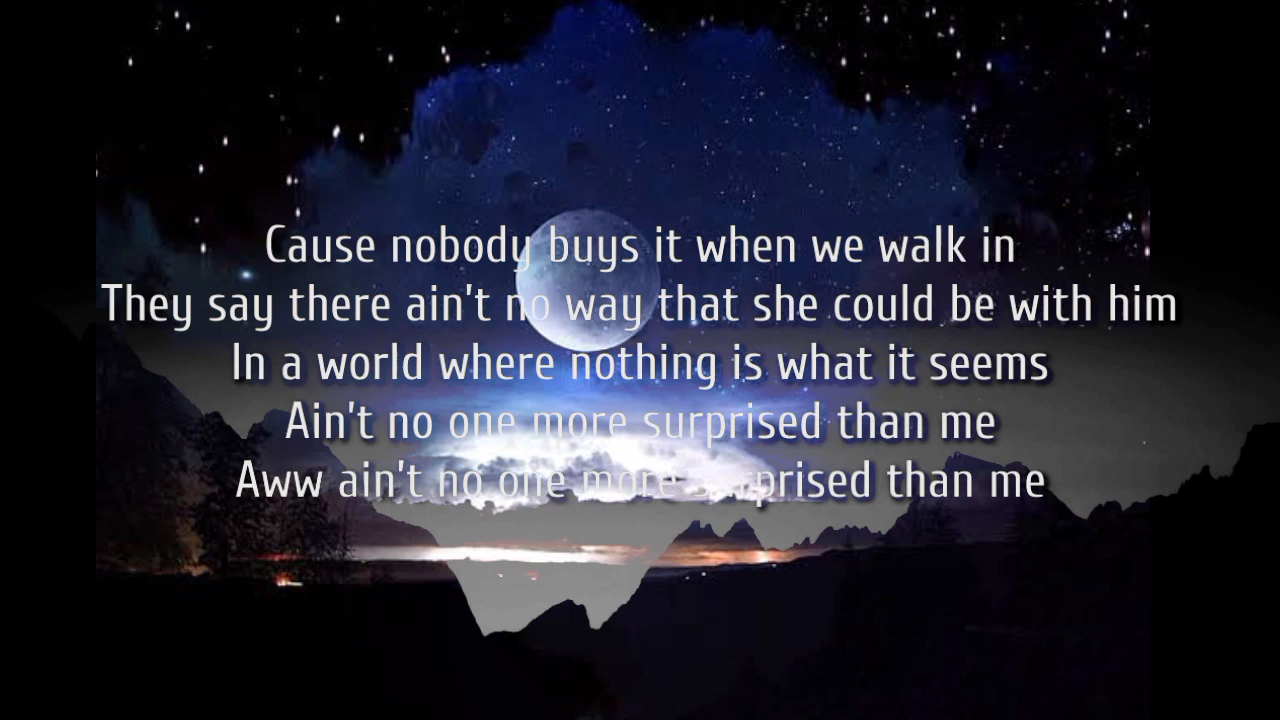 Cause nobody buys it when we walk in
They say there ain't no way that she could be with him
In a world where nothing is what it seems
Ain't no one more surprised than me
Aww ain't no one more surprised than me